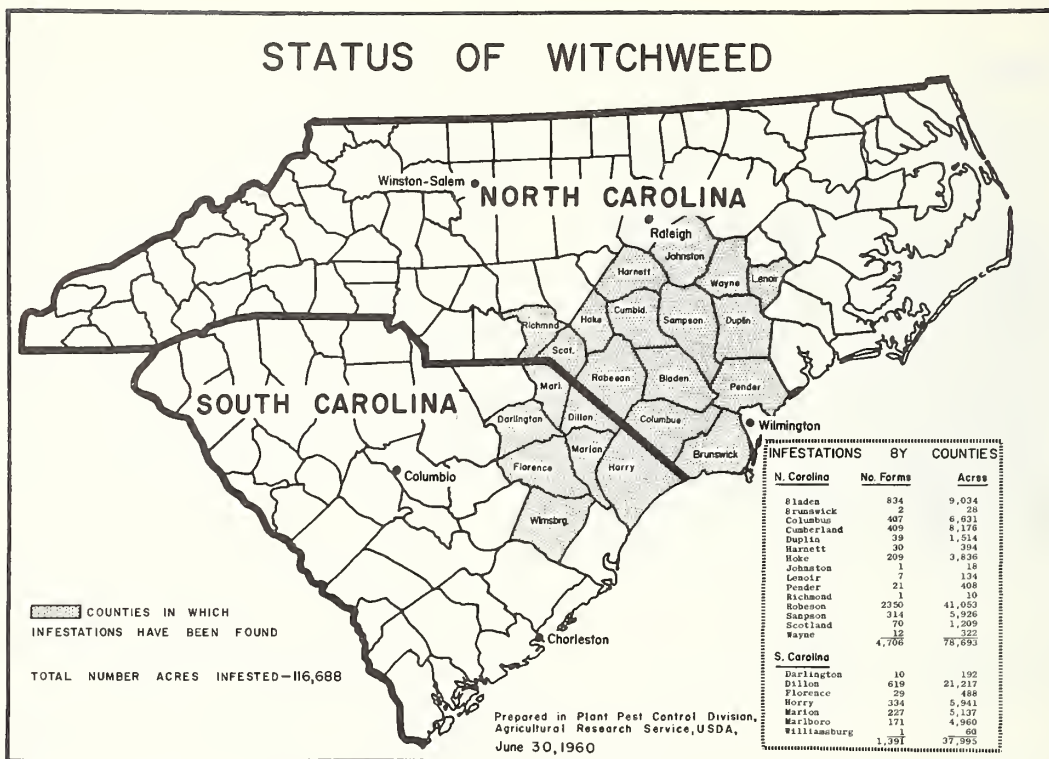 STATUS OF WITCHWEED
Winston-Salem
NORTH CAROLINA
Raleigh
Johnston
Harnett
Wayne
Lenoir
Richmnd
Hoke
Cumbld.
Sampson
Duplin
Scot.
Robeson
Bladen
Pender
Marl.
SOUTH CAROLINA
Darlington
Dillon
Columbus
Wilmington
Marion
Brunswick
Florence
Horry
Columbia
Wlmsbrg.
Charleston
COUNTIES IN WHICH
INFESTATIONS HAVE BEEN FOUND
TOTAL NUMBER ACRES INFESTED-116,688
Prepared in Plant Pest Control Division,
Agricultural Research Service, USDA,
June 30, 1960
INFESTATIONS BY COUNTIES
N. Carolina No. Forms Acres
Bladen 834 9,034
Brunswick 2 28
Columbus 407 6,631
Cumberland 409 8,176
Duplin 39 1,514
Harnett 30 394
Hoke 209 3,836
Johnston 1 18
Lenoir 7 134
Pender 21 408
Richmond 1 10
Robeson 2350 41,053
Sampson 314 5,926
Scotland 70 1,209
Wayne 12 322
4,706 78,693
S. Carolina
Darlington 10 192
Dillon 619 21,217
Florence 29 488
Horry 334 5,941
Marion 227 5,137
Marlboro 171 4,960
Williamsburg 1 60
1,391 37,995